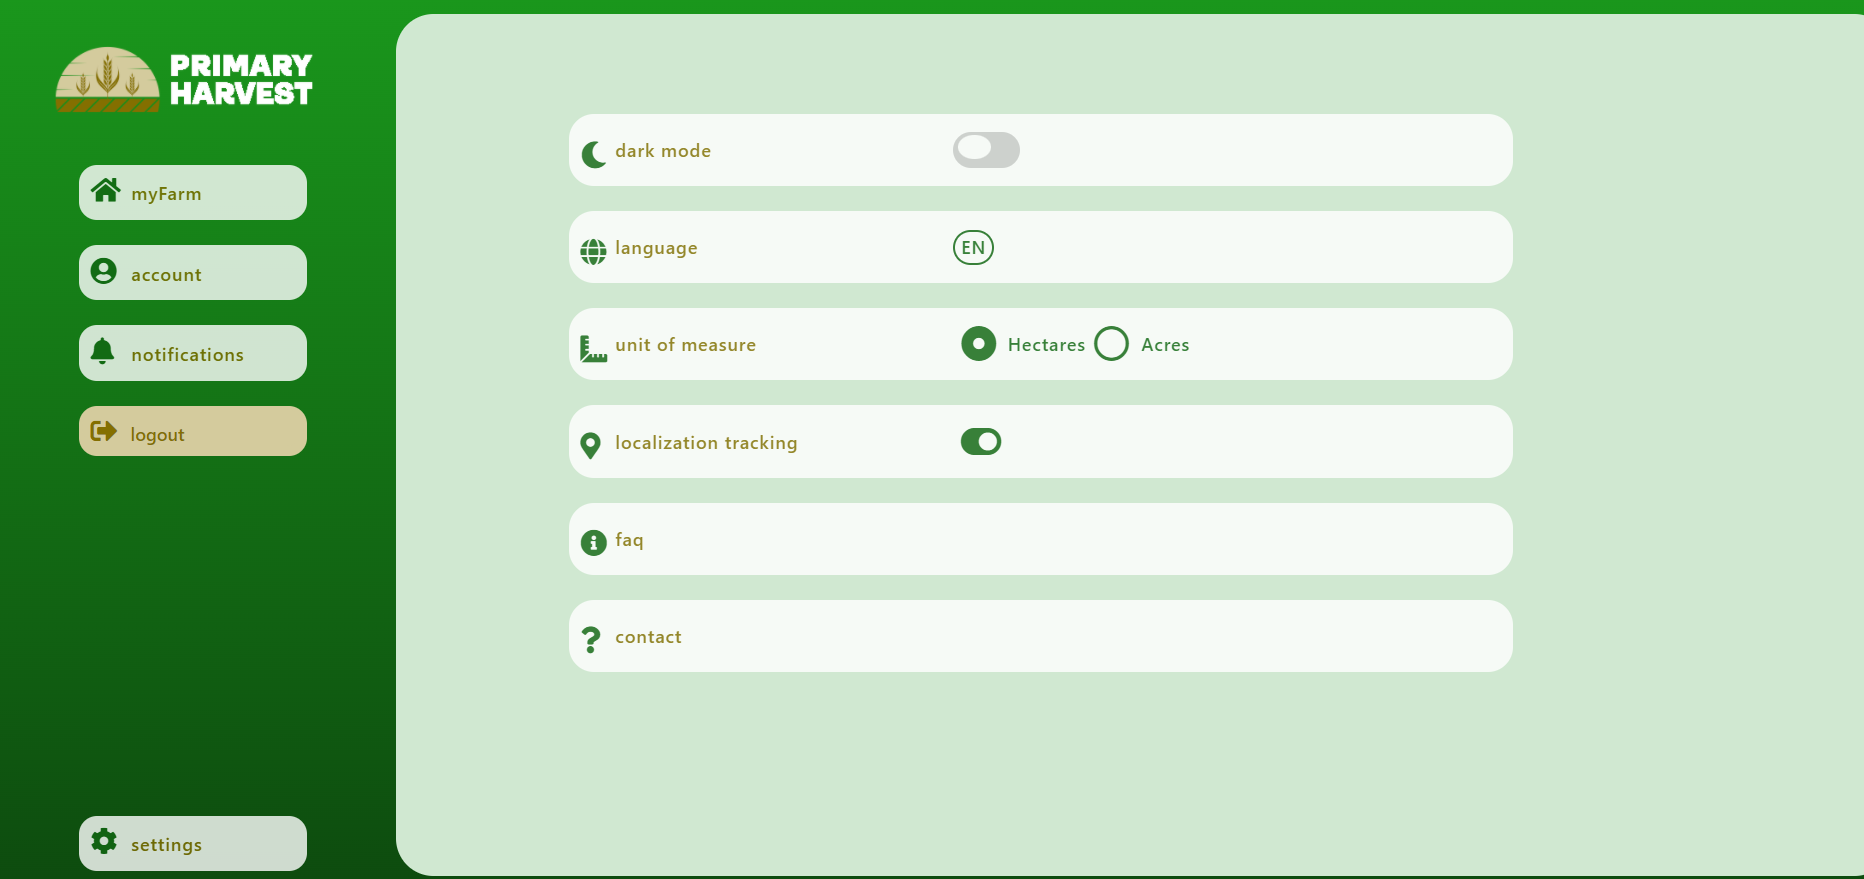 PRIMARY
HARVEST
myFarm
account
notifications
logout
settings
dark mode
language EN
unit of measure Hectares Acres
localization tracking
faq
contact